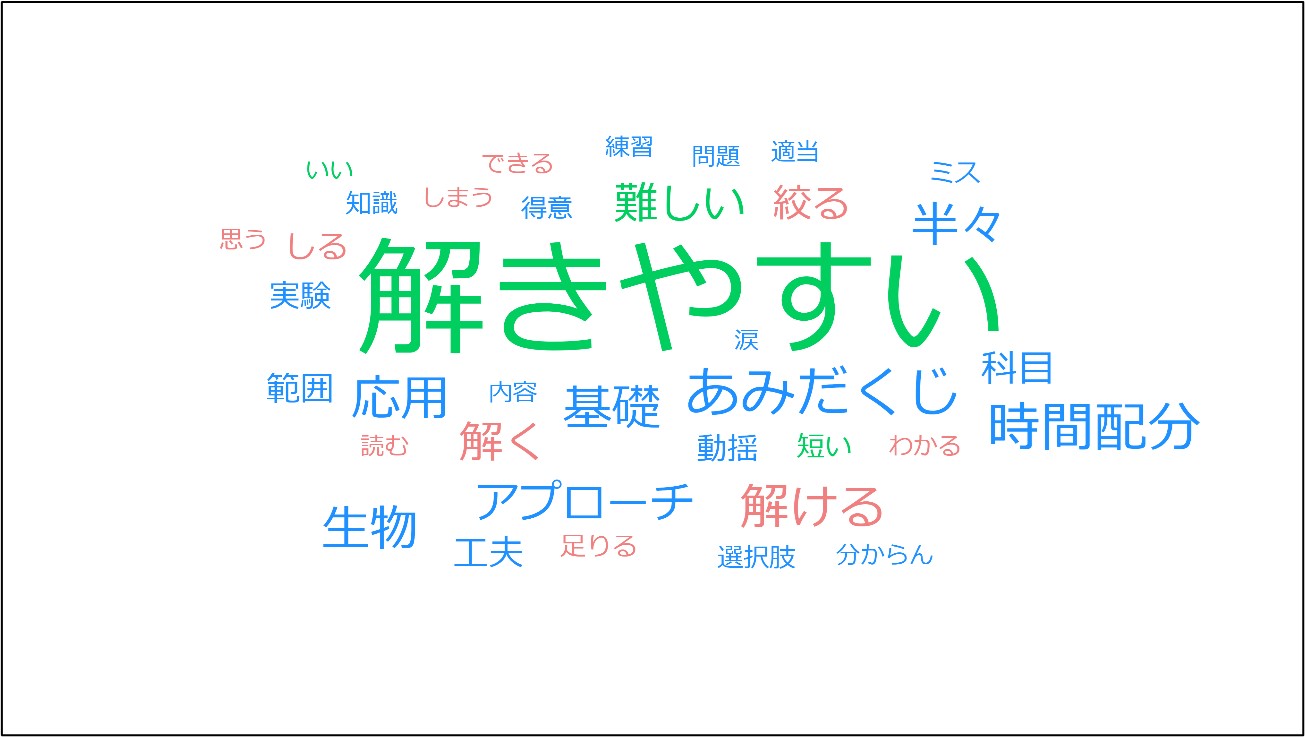 練習
問題
適当
いい
できる
ミス
知識
しまう
得意
難しい
絞る
半々
思う
しる
解きやすい
実験
涙
科目
範囲
応用
内容
基礎
あみだくじ
時間配分
読む
解く
動揺
短い
わかる
アプローチ
解ける
生物
工夫
足りる
選択肢
分からん